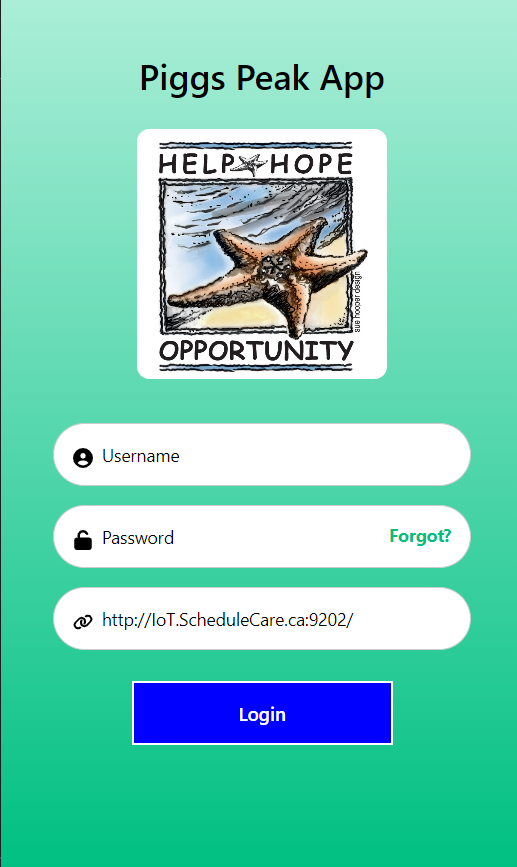 Piggs Peak App
HELP HOPE
sue hooper design
OPPORTUNITY
Username
Password
Forgot?
http://IoT.ScheduleCare.ca:9202/
Login